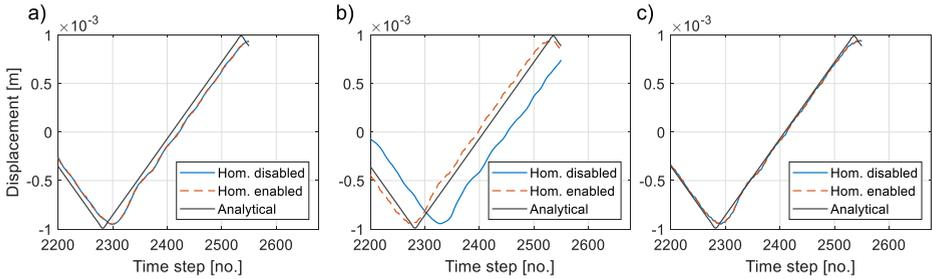 a)
×10⁻³
1
0.5
0
-0.5
-1
Displacement [m]
2200 2300 2400 2500 2600
Time step [no.]
Hom. disabled
Hom. enabled
Analytical
b)
×10⁻³
1
0.5
0
-0.5
-1
2200 2300 2400 2500 2600
Time step [no.]
Hom. disabled
Hom. enabled
Analytical
c)
×10⁻³
1
0.5
0
-0.5
-1
2200 2300 2400 2500 2600
Time step [no.]
Hom. disabled
Hom. enabled
Analytical